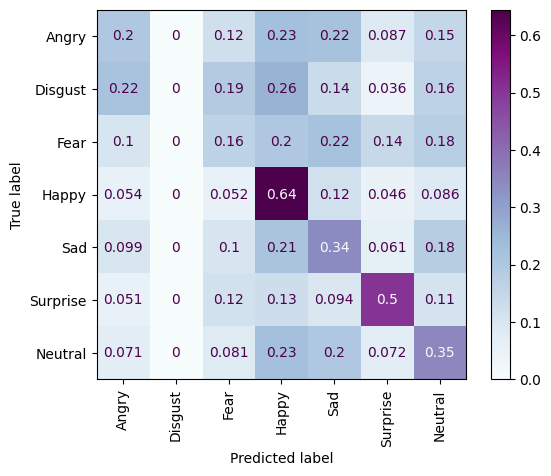 Angry 0.2 0 0.12 0.23 0.22 0.087 0.15
Disgust 0.22 0 0.19 0.26 0.14 0.036 0.16
Fear 0.1 0 0.16 0.2 0.22 0.14 0.18
Happy 0.054 0 0.052 0.64 0.12 0.046 0.086
Sad 0.099 0 0.1 0.21 0.34 0.061 0.18
Surprise 0.051 0 0.12 0.13 0.094 0.5 0.11
Neutral 0.071 0 0.081 0.23 0.2 0.072 0.35
True label
Angry Disgust Fear Happy Sad Surprise Neutral
Predicted label
0.6
0.5
0.4
0.3
0.2
0.1
0.0